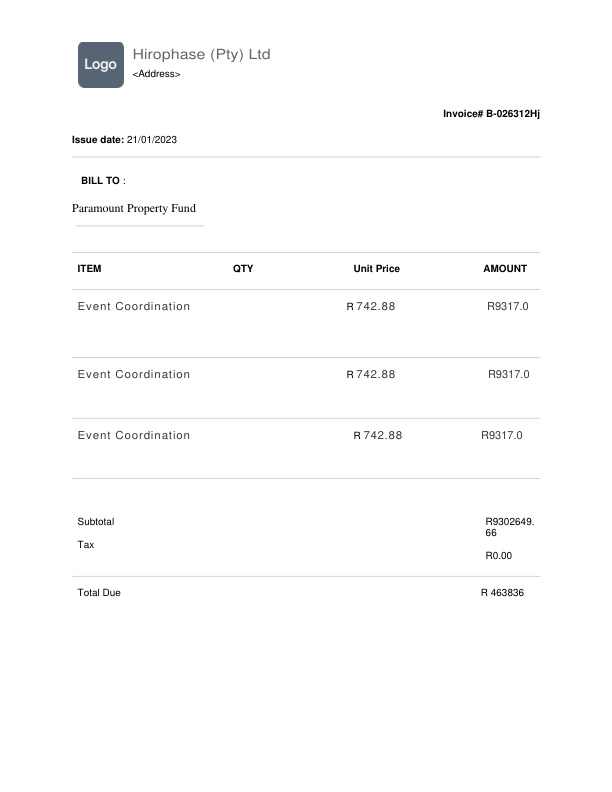 Logo
Hirophase (Pty) Ltd
<Address>
Invoice# B-026312Hj
Issue date: 21/01/2023
BILL TO :
Paramount Property Fund
ITEM QTY Unit Price AMOUNT
Event Coordination R 742.88 R9317.0
Event Coordination R 742.88 R9317.0
Event Coordination R 742.88 R9317.0
Subtotal R9302649.
66
Tax
R0.00
Total Due R 463836